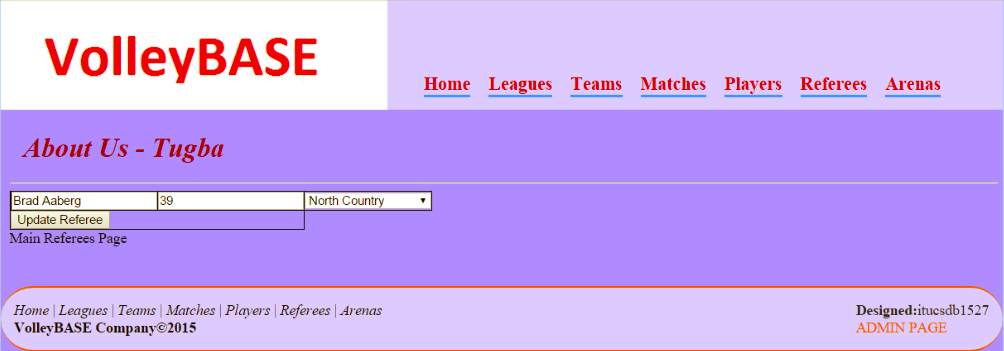 VolleyBASE
Home Leagues Teams Matches Players Referees Arenas
About Us - Tugba
Brad Aaberg 39 North Country
Update Referee
Main Referees Page
Home | Leagues | Teams | Matches | Players | Referees | Arenas
Designed:itucsdb1527
VolleyBASE Company©2015
ADMIN PAGE